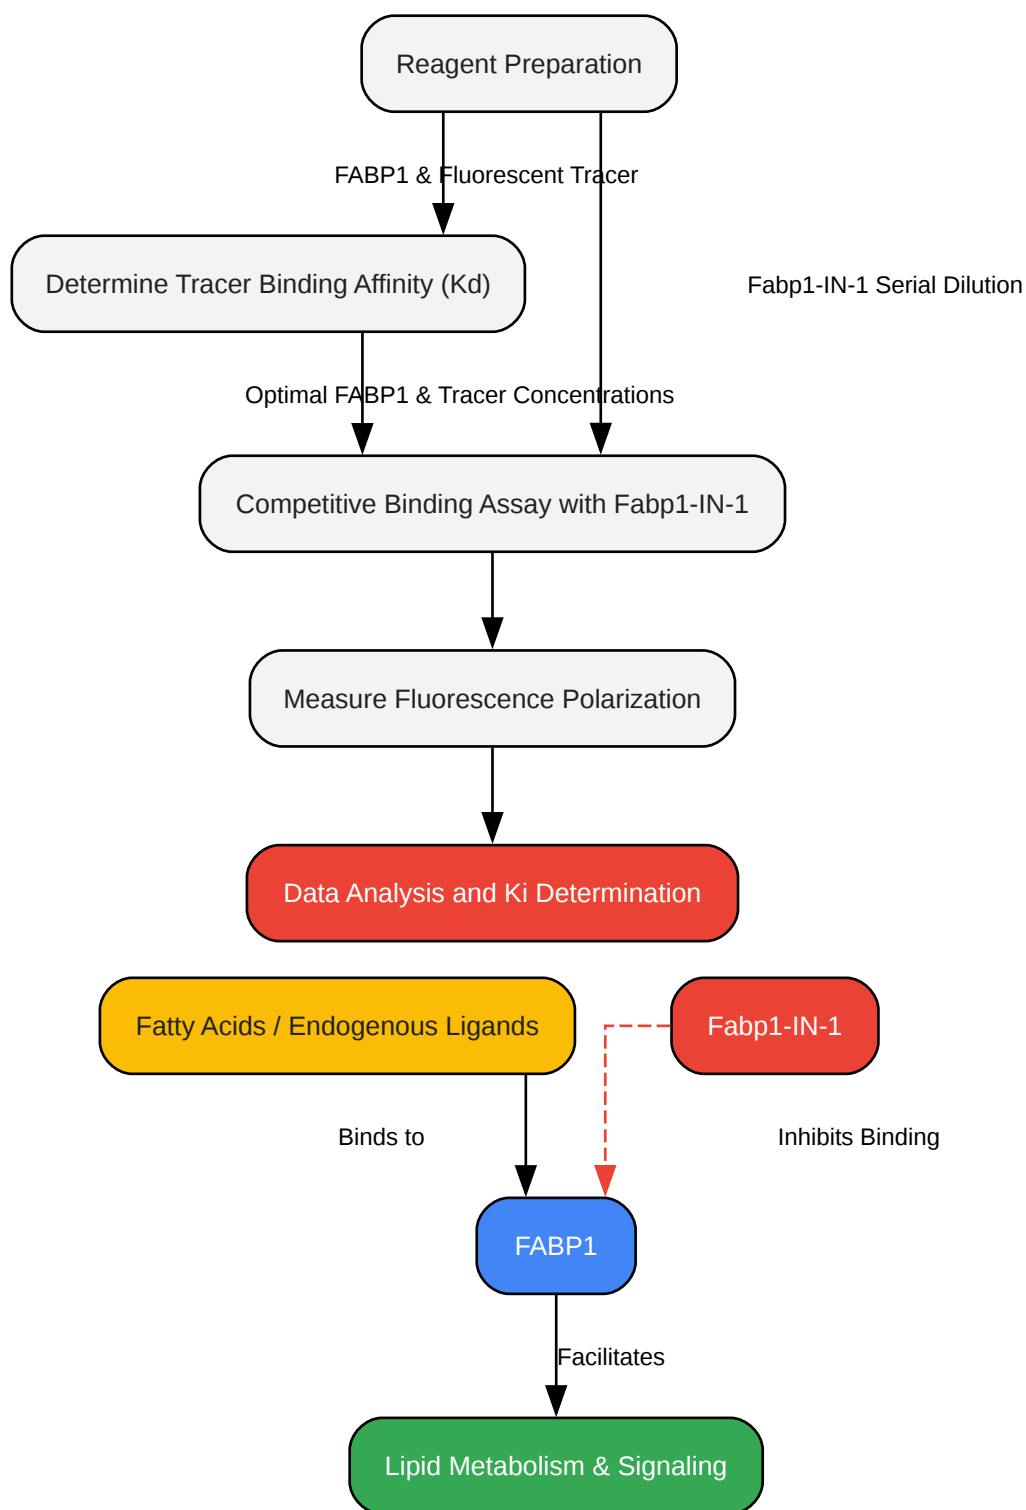 Reagent Preparation
FABP1 & Fluorescent Tracer
Determine Tracer Binding Affinity (Kd)
Fabp1-IN-1 Serial Dilution
Optimal FABP1 & Tracer Concentrations
Competitive Binding Assay with Fabp1-IN-1
Measure Fluorescence Polarization
Data Analysis and Ki Determination
Fatty Acids / Endogenous Ligands
Fabp1-IN-1
Binds to
Inhibits Binding
FABP1
Facilitates
Lipid Metabolism & Signaling